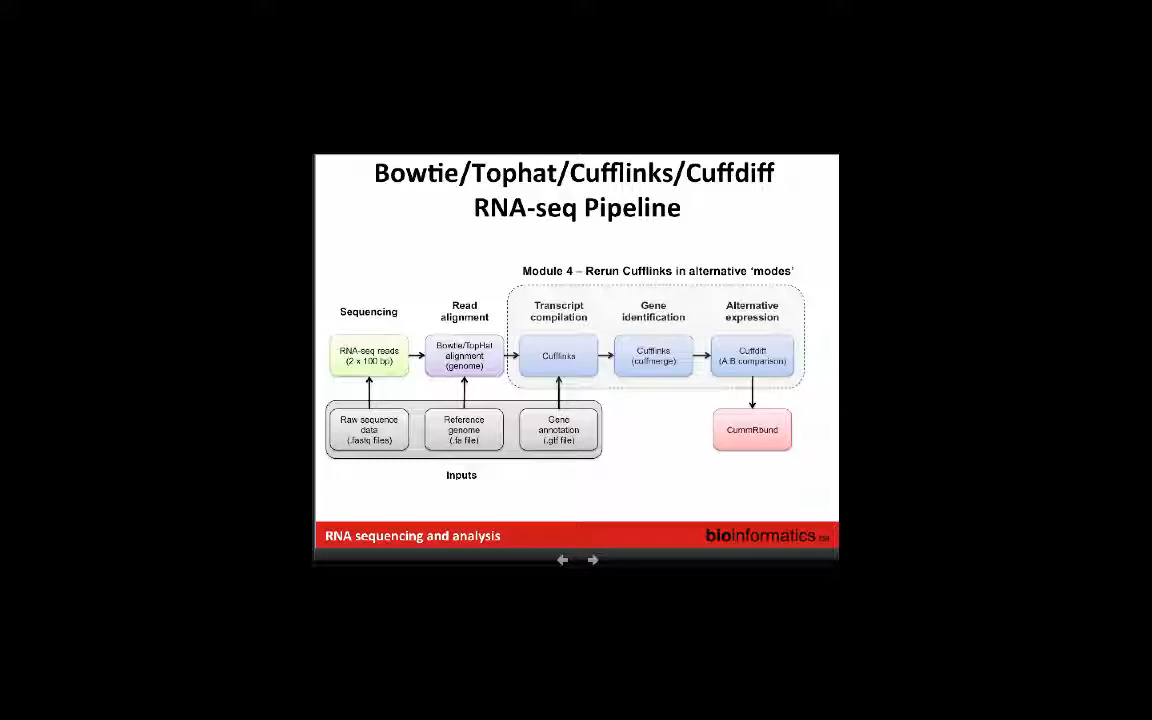 Bowtie/Tophat/Cufflinks/Cuffdiff
RNA-seq Pipeline
Module 4 – Rerun Cufflinks in alternative ‘modes’
Sequencing
Read
alignment
Transcript
compilation
Gene
identification
Alternative
expression
RNA-seq reads
(2 x 100 bp)
Bowtie/TopHat
alignment
(genome)
Cufflinks
Cufflinks
(cuffmerge)
Cuffdiff
(A:B comparison)
Raw sequence
data
(.fastq files)
Reference
genome
(.fa file)
Gene
annotation
(.gtf file)
CummRbund
Inputs
RNA sequencing and analysis
bioinformatics